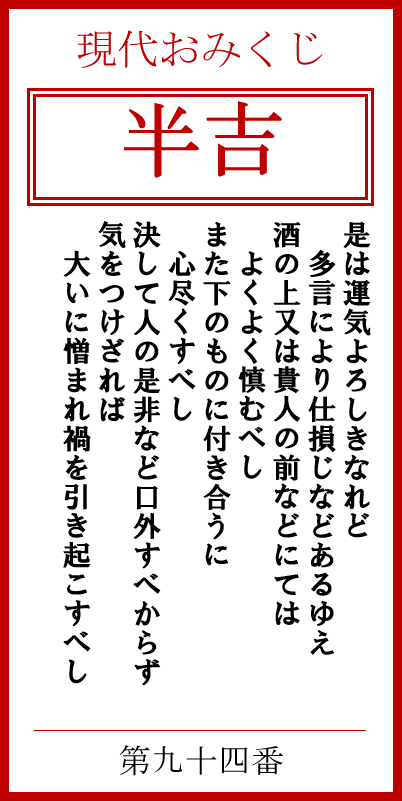 現代おみくじ
半吉
是は運気よろしきなれど
多言により仕損じなどあるゆえ
酒の上又は貴人の前などにては
よくよく慎むべし
また下のものに付き合うに
心尽くすべし
決して人の是非など口外すべからず
気をつけざれば
大いに憎まれ禍を引き起こすべし
第九十四番